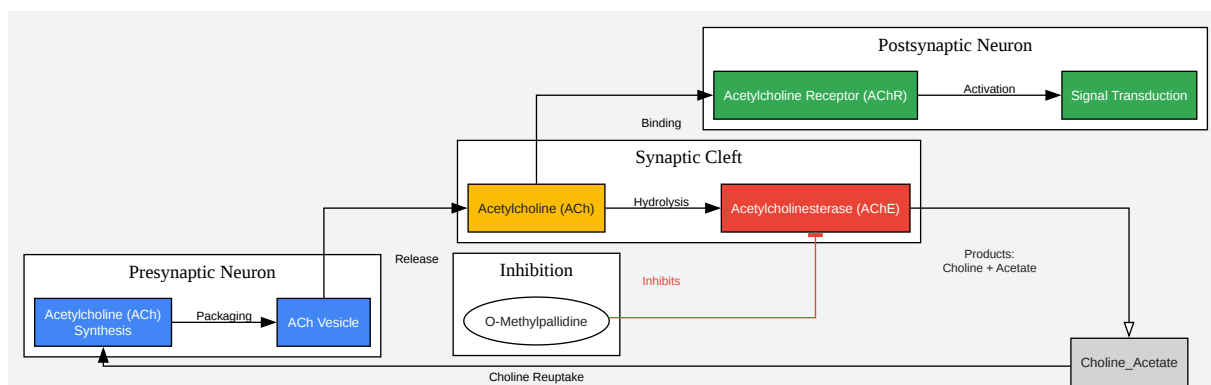 Postsynaptic Neuron
Acetylcholine Receptor (AChR)
Activation
Signal Transduction
Binding
Synaptic Cleft
Acetylcholine (ACh)
Hydrolysis
Acetylcholinesterase (AChE)
Release
Products:
Choline + Acetate
Presynaptic Neuron
Acetylcholine (ACh)
Synthesis
Packaging
ACh Vesicle
Inhibition
O-Methylpallidine
Inhibits
Choline_Acetate
Choline Reuptake